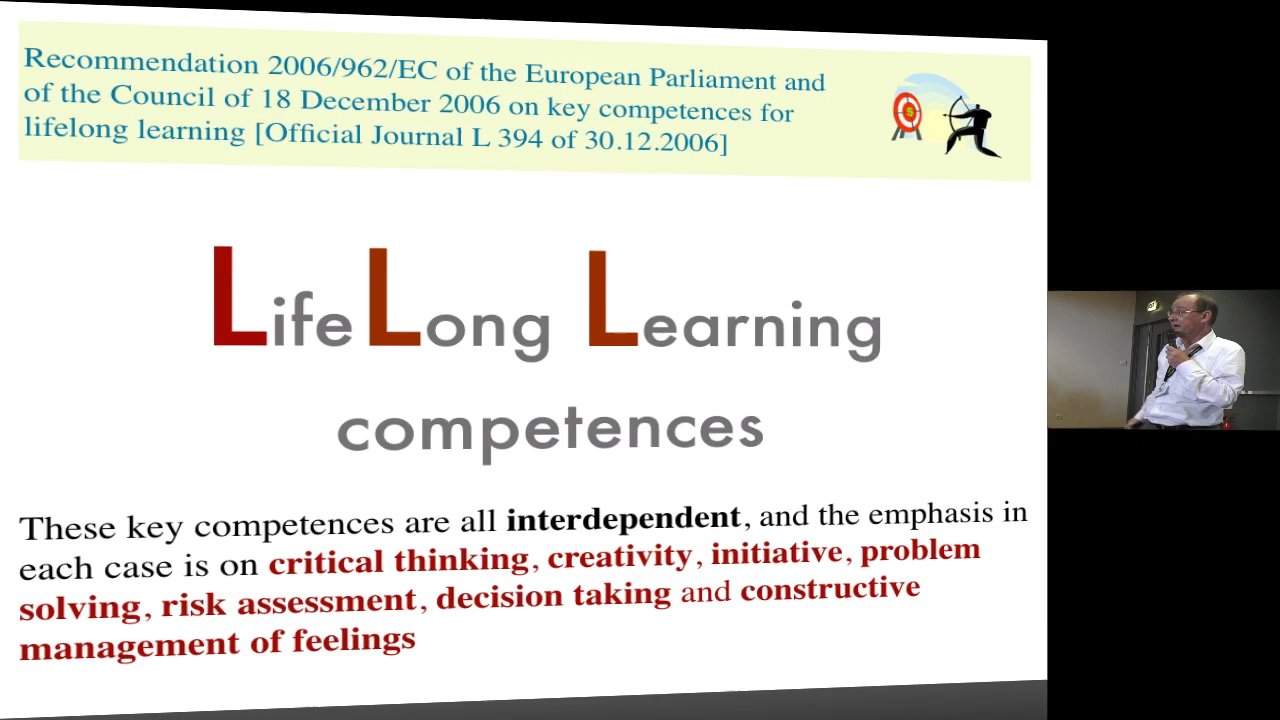 Recommendation 2006/962/EC of the European Parliament and
of the Council of 18 December 2006 on key competences for
lifelong learning [Official Journal L 394 of 30.12.2006]
LifeLong Learning
competences
These key competences are all interdependent, and the emphasis in
each case is on critical thinking, creativity, initiative, problem
solving, risk assessment, decision taking and constructive
management of feelings